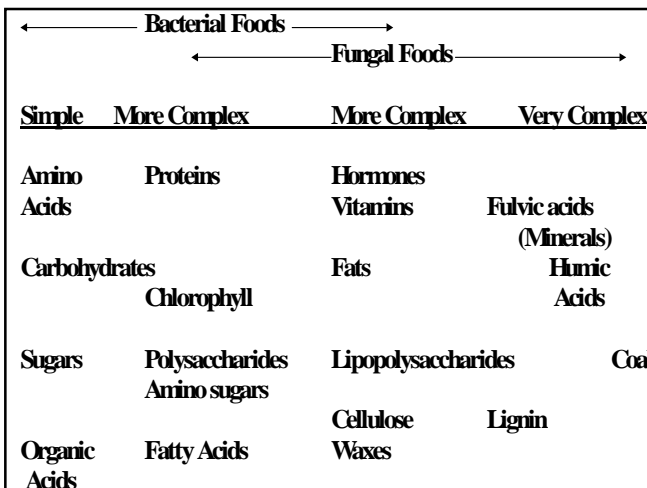 Bacterial Foods
Fungal Foods
Simple More Complex More Complex Very Complex
Amino Proteins Hormones
Acids Vitamins Fulvic acids
(Minerals)
Carbohydrates Fats Humic
Chlorophyll Acids
Sugars Polysaccharides Lipopolysaccharides Coal
Amino sugars
Cellulose Lignin
Organic Fatty Acids Waxes
Acids